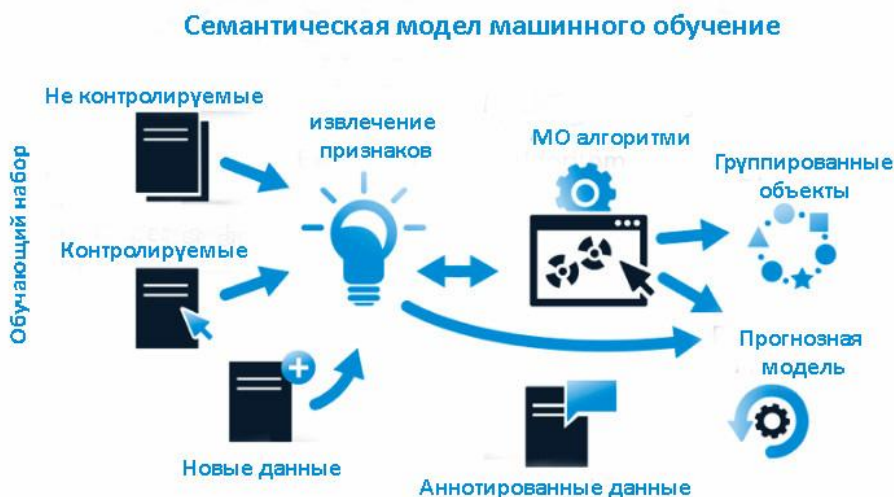 Семантическая модел машинного обучение
Не контролируемые
извлечение
признаков
МО алгоритми
Группированные
объекты
Обучающий набор
Контролируемые
Прогнозная
модель
Новые данные
Аннотированные данные